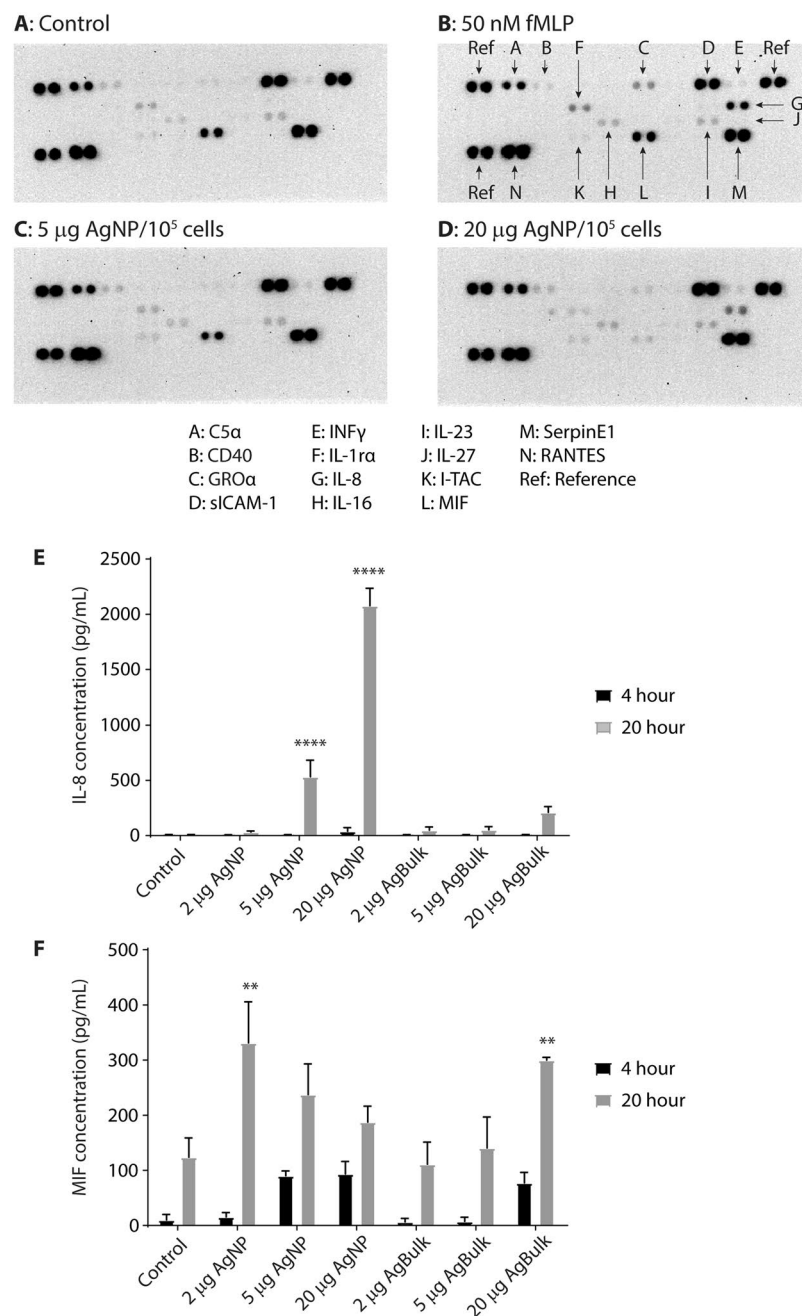 A: Control
B: 50 nM fMLP
Ref A B F C D E Ref
G
J
Ref N K H L I M
C: 5 μg AgNP/10⁵ cells
D: 20 μg AgNP/10⁵ cells
A: C5α E: INFγ I: IL-23 M: SerpinE1
B: CD40 F: IL-1rα J: IL-27 N: RANTES
C: GROα G: IL-8 K: I-TAC Ref: Reference
D: sICAM-1 H: IL-16 L: MIF
E
IL-8 concentration (pg/mL)
2500
2000
1500
1000
500
0
****
****
4 hour
20 hour
Control
2 μg AgNP
5 μg AgNP
20 μg AgNP
2 μg AgBulk
5 μg AgBulk
20 μg AgBulk
F
MIF concentration (pg/mL)
500
400
300
200
100
0
**
**
4 hour
20 hour
Control
2 μg AgNP
5 μg AgNP
20 μg AgNP
2 μg AgBulk
5 μg AgBulk
20 μg AgBulk